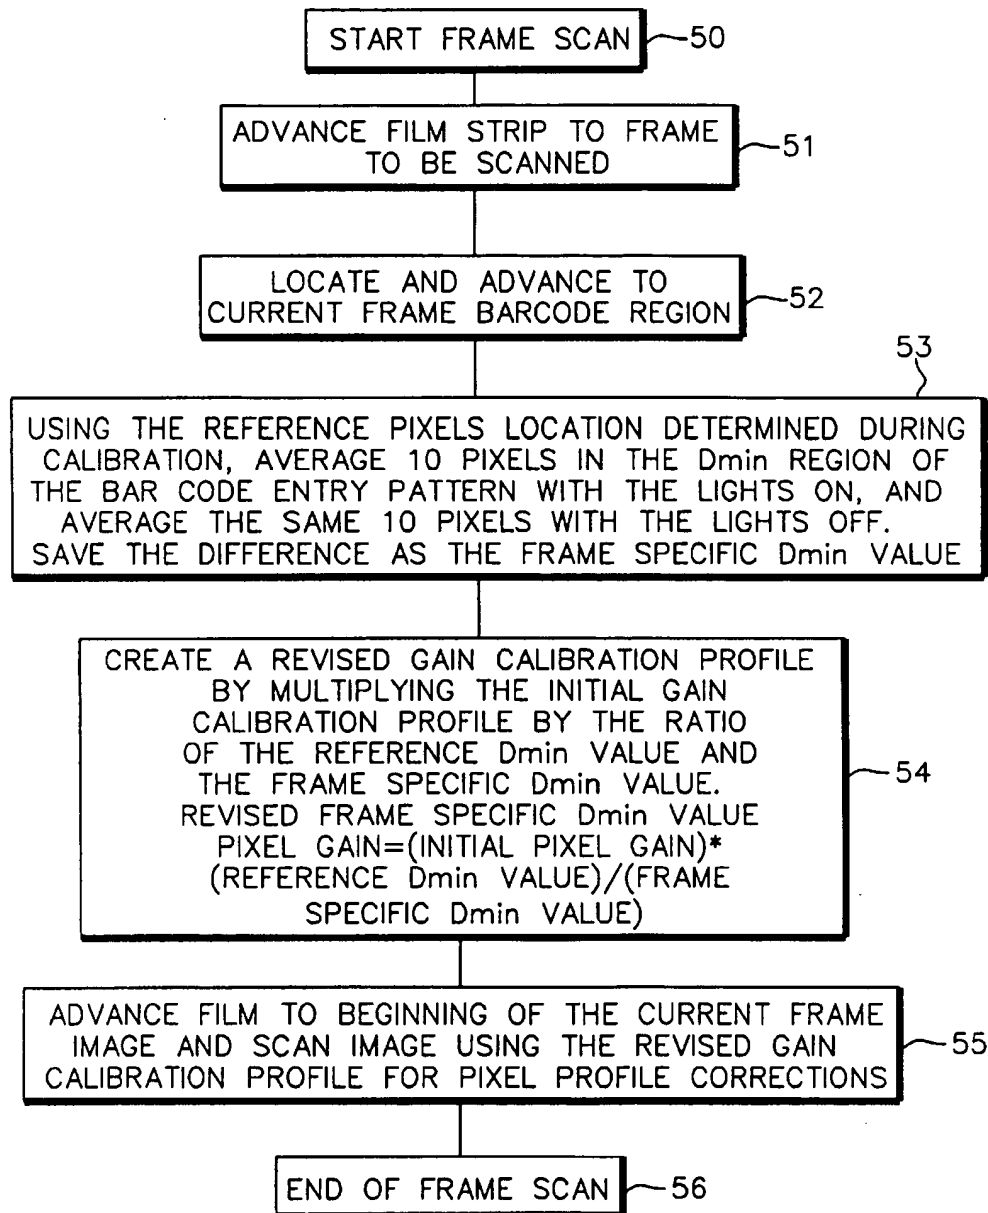 START FRAME SCAN
50
ADVANCE FILM STRIP TO FRAME
TO BE SCANNED
51
LOCATE AND ADVANCE TO
CURRENT FRAME BARCODE REGION
52
53
USING THE REFERENCE PIXELS LOCATION DETERMINED DURING
CALIBRATION, AVERAGE 10 PIXELS IN THE Dmin REGION OF
THE BAR CODE ENTRY PATTERN WITH THE LIGHTS ON, AND
AVERAGE THE SAME 10 PIXELS WITH THE LIGHTS OFF.
SAVE THE DIFFERENCE AS THE FRAME SPECIFIC Dmin VALUE
CREATE A REVISED GAIN CALIBRATION PROFILE
BY MULTIPLYING THE INITIAL GAIN
CALIBRATION PROFILE BY THE RATIO
OF THE REFERENCE Dmin VALUE AND
THE FRAME SPECIFIC Dmin VALUE.
REVISED FRAME SPECIFIC Dmin VALUE
PIXEL GAIN=(INITIAL PIXEL GAIN)*
(REFERENCE Dmin VALUE)/(FRAME
SPECIFIC Dmin VALUE)
54
ADVANCE FILM TO BEGINNING OF THE CURRENT FRAME
IMAGE AND SCAN IMAGE USING THE REVISED GAIN
CALIBRATION PROFILE FOR PIXEL PROFILE CORRECTIONS
55
END OF FRAME SCAN
56